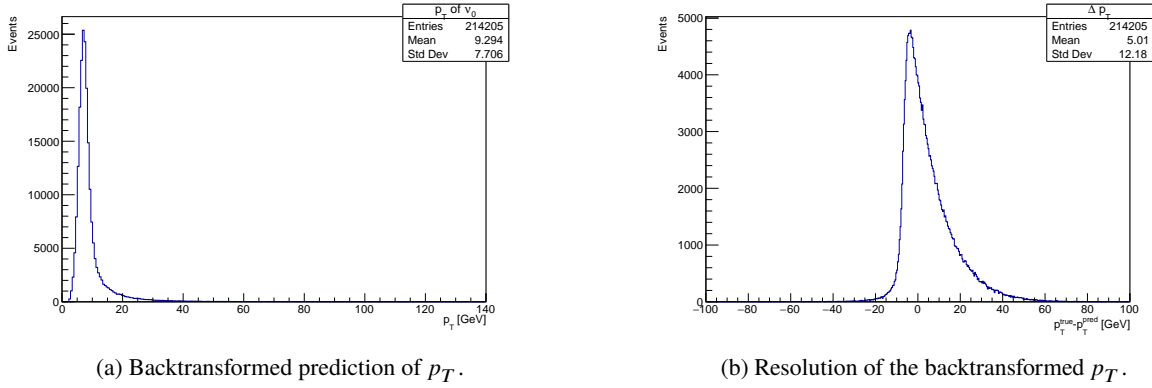 p_T of ν_0
Entries 214205
Mean 9.294
Std Dev 7.706
Events
25000
20000
15000
10000
5000
0
0 20 40 60 80 100 120 140
p_T [GeV]
(a) Backtransformed prediction of p_T.
Δ p_T
Entries 214205
Mean 5.01
Std Dev 12.18
Events
5000
4000
3000
2000
1000
0
−100 −80 −60 −40 −20 0 20 40 60 80 100
p_T^true-p_T^pred [GeV]
(b) Resolution of the backtransformed p_T.